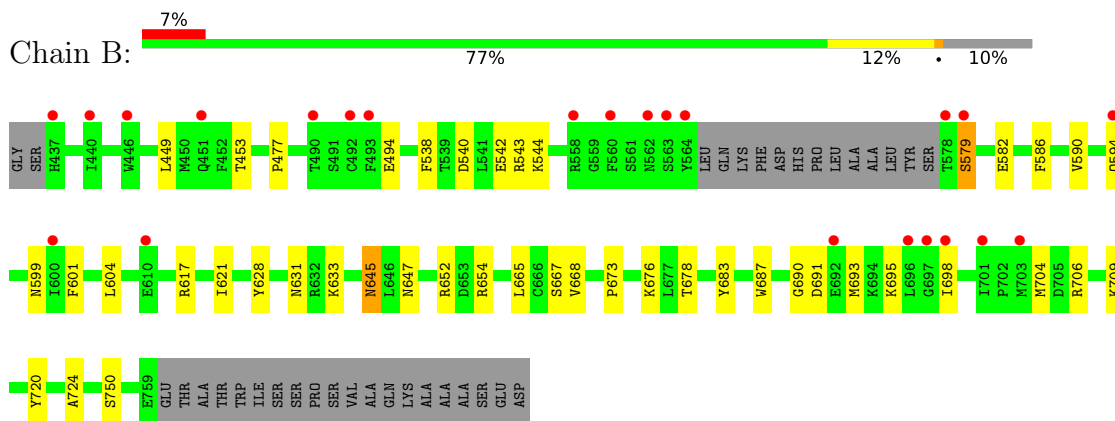 7%
Chain B:
77% 12% • 10%
GLY SER H437 I440 W446 L449 M450 Q451 F452 T453 P477 T490 S491 C492 F493 E494 F538 T539 D540 L541 E542 R543 K544 R558 G559 F560 S561 N562 S563 Y564 LEU GLN LYS PHE ASP HIS PRO LEU ALA ALA LEU TYR SER T578 S579 E582 F586 V590 Q594
N599 I600 F601 L604 E610 R617 I621 Y628 N631 R632 K633 N645 L646 N647 R652 D653 R654 L665 C666 S667 V668 P673 K676 L677 T678 Y683 W687 G690 D691 E692 M693 K694 K695 L696 G697 I698 I701 P702 M703 M704 D705 R706 K709
Y720 A724 S750 E759 GLU THR ALA THR TRP ILE SER SER PRO SER VAL ALA GLN LYS ALA ALA ALA SER GLU ASP